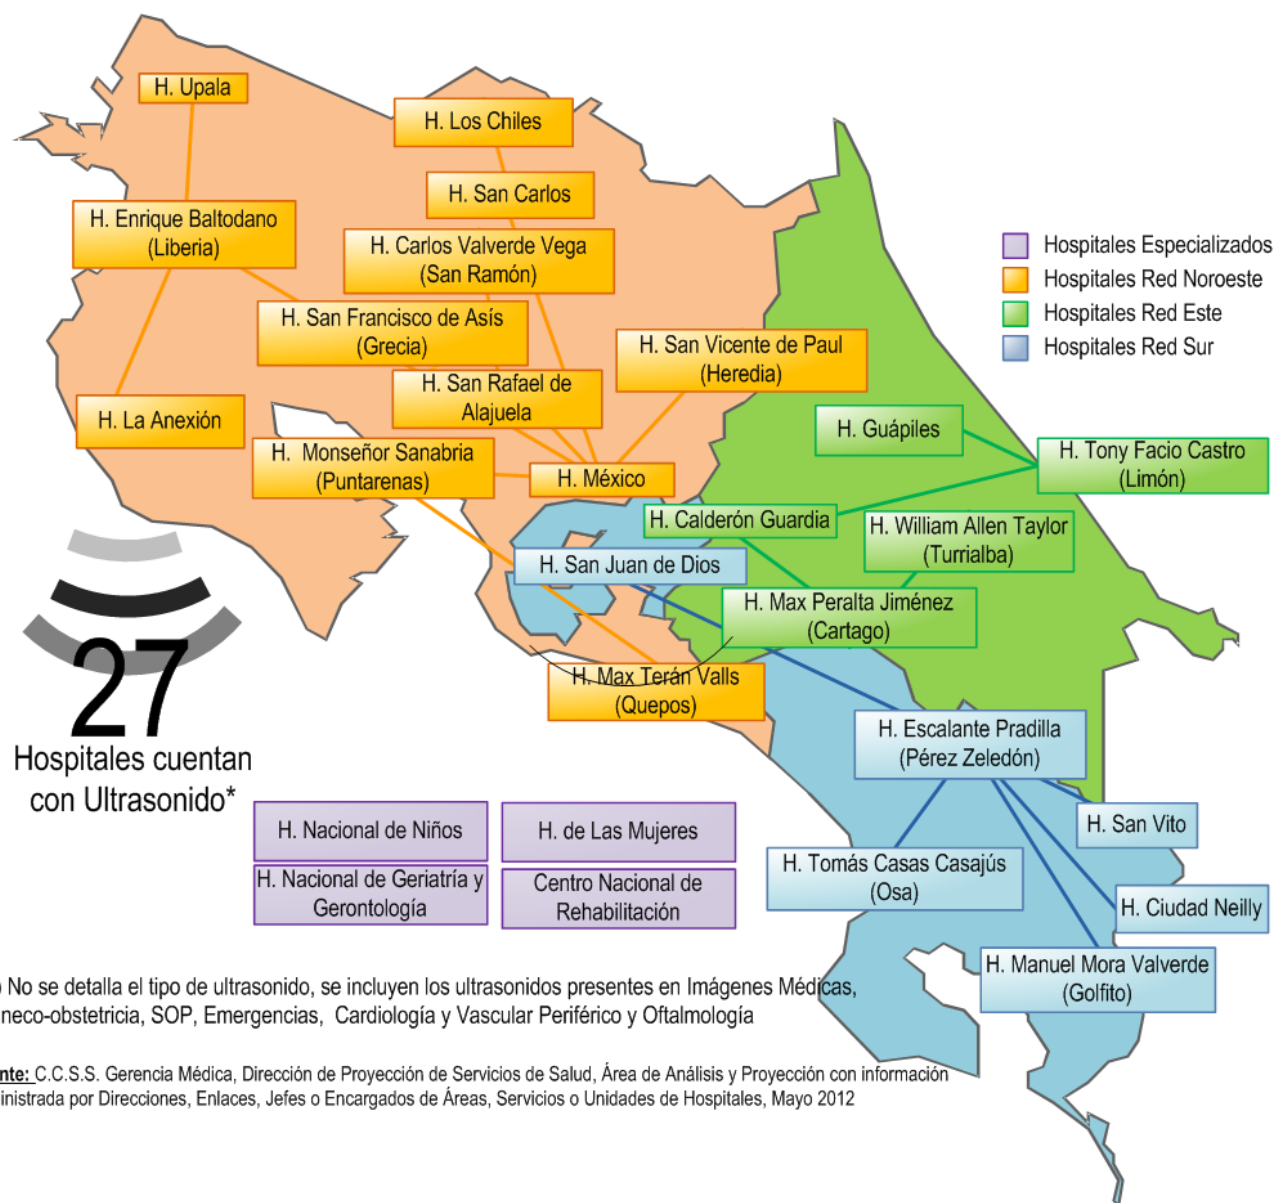 H. Upala
H. Los Chiles
H. San Carlos
H. Enrique Baltodano
(Liberia)
H. Carlos Valverde Vega
(San Ramón)
H. San Francisco de Asís
(Grecia)
H. San Vicente de Paul
(Heredia)
H. San Rafael de
Alajuela
H. La Anexión
H. Monseñor Sanabria
(Puntarenas)
H. México
Hospitales Especializados
Hospitales Red Noroeste
Hospitales Red Este
Hospitales Red Sur
H. Guápiles
H. Tony Facio Castro
(Limón)
H. Calderón Guardia
H. William Allen Taylor
(Turrialba)
H. San Juan de Dios
H. Max Peralta Jiménez
(Cartago)
H. Max Terán Valls
(Quepos)
H. Escalante Pradilla
(Pérez Zeledón)
H. San Vito
H. Tomás Casas Casajús
(Osa)
H. Ciudad Neilly
H. Manuel Mora Valverde
(Golfito)
27
Hospitales cuentan
con Ultrasonido*
H. Nacional de Niños
H. de Las Mujeres
H. Nacional de Geriatría y
Gerontología
Centro Nacional de
Rehabilitación
) No se detalla el tipo de ultrasonido, se incluyen los ultrasonidos presentes en Imágenes Médicas,
neco-obstetricia, SOP, Emergencias, Cardiología y Vascular Periférico y Oftalmología
nte: C.C.S.S. Gerencia Médica, Dirección de Proyección de Servicios de Salud, Área de Análisis y Proyección con información
inistrada por Direcciones, Enlaces, Jefes o Encargados de Áreas, Servicios o Unidades de Hospitales, Mayo 2012